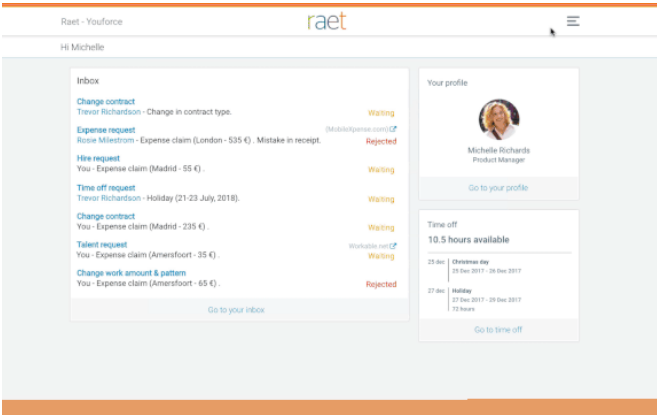 Raet - Youforce
raet
Hi Michelle
Inbox
Change contract
Trevor Richardson - Change in contract type.
Waiting
Expense request
(MobileXpense.com)
Rosie Milestrom - Expense claim (London - 535 €) . Mistake in receipt.
Rejected
Hire request
You - Expense claim (Madrid - 55 €) .
Waiting
Time off request
Trevor Richardson - Holiday (21-23 July, 2018).
Waiting
Change contract
You - Expense claim (Madrid - 235 €) .
Waiting
Talent request
Workable.net
You - Expense claim (Amersfoort - 35 €) .
Waiting
Change work amount & pattern
You - Expense claim (Amersfoort - 65 €) .
Rejected
Go to your inbox
Your profile
Michelle Richards
Product Manager
Go to your profile
Time off
10.5 hours available
25 dec
Christmas day
25 Dec 2017 - 26 Dec 2017
27 dec
Holiday
27 Dec 2017 - 29 Dec 2017
72 hours
Go to time off